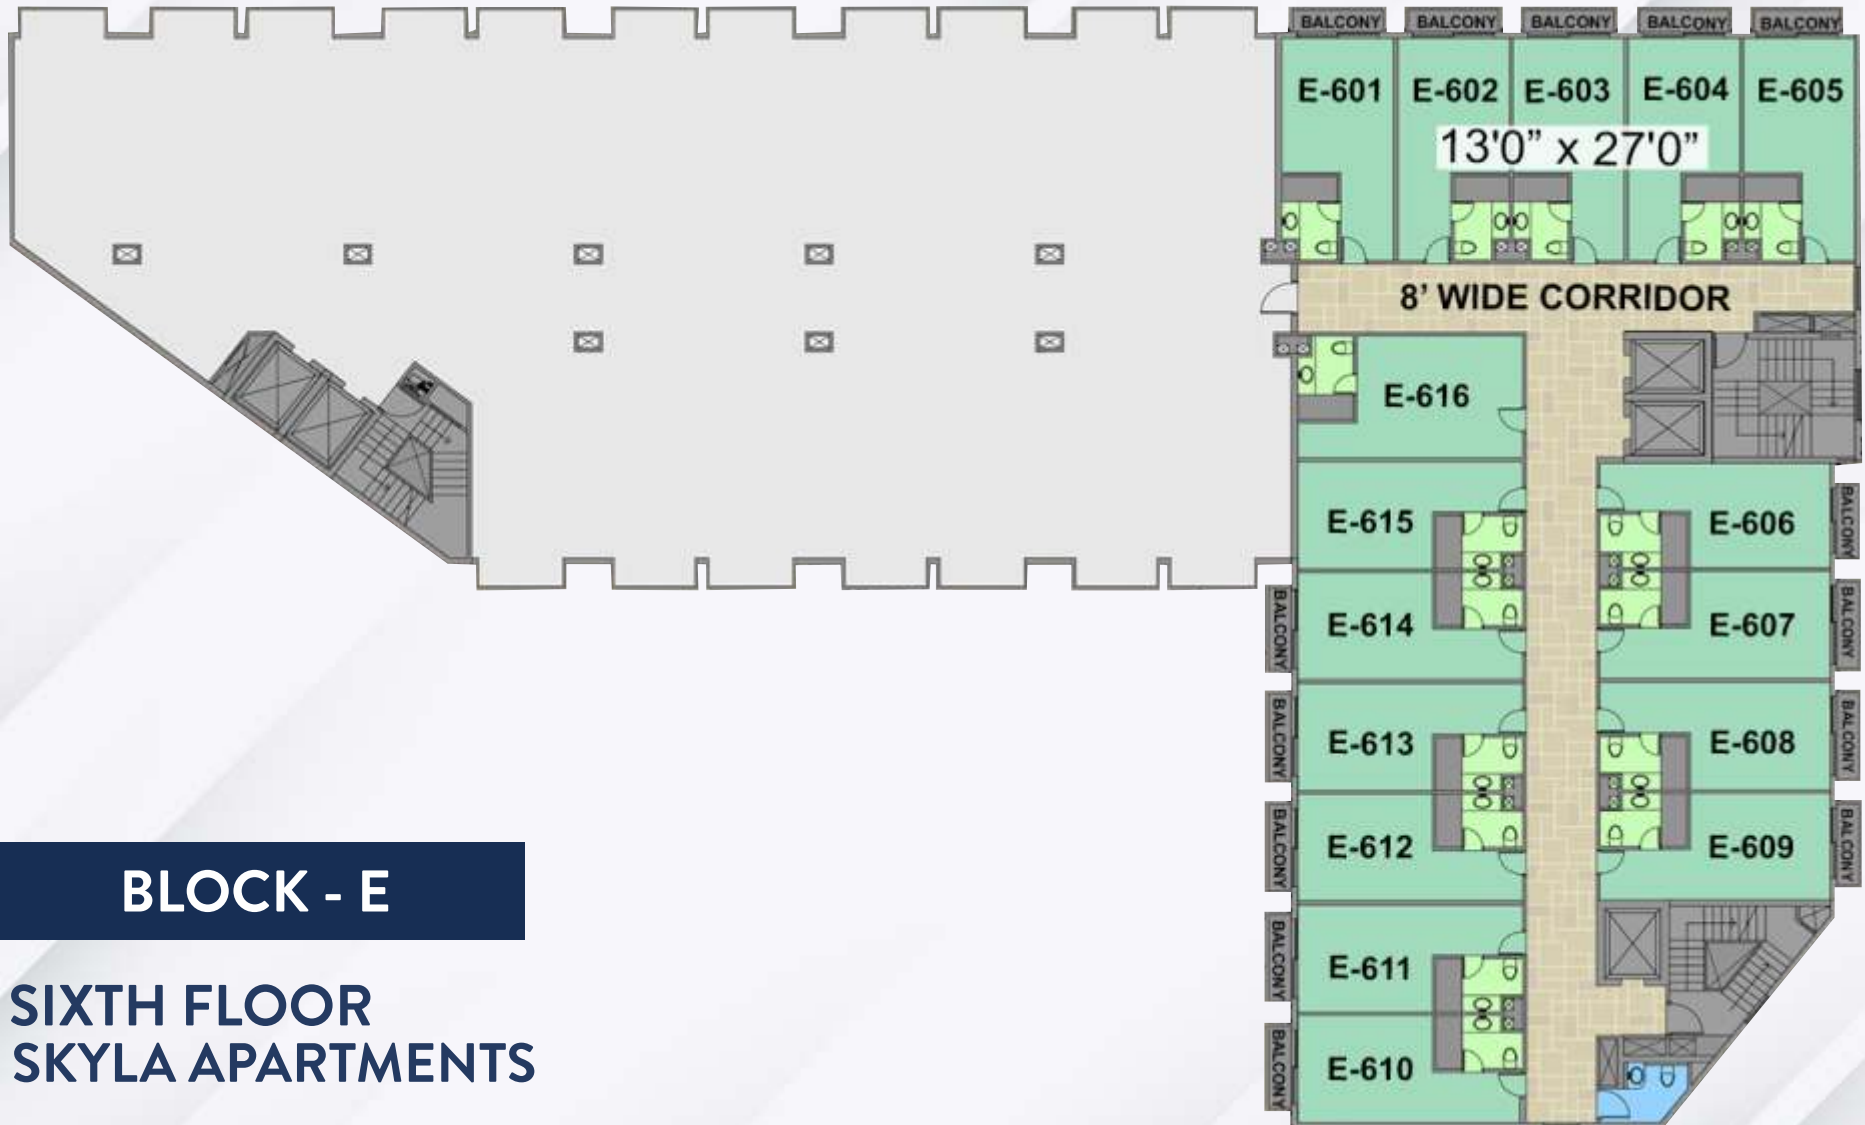 BALCONY
BALCONY
BALCONY
BALCONY
BALCONY
E-601
E-602
E-603
E-604
E-605
13'0” x 27'0”
8’ WIDE CORRIDOR
E-616
E-615
E-606
BALCONY
E-614
E-607
BALCONY
BALCONY
E-613
E-608
BALCONY
BALCONY
E-612
E-609
BALCONY
BALCONY
E-611
BALCONY
E-610
BALCONY
BLOCK - E
SIXTH FLOOR
SKYLA APARTMENTS